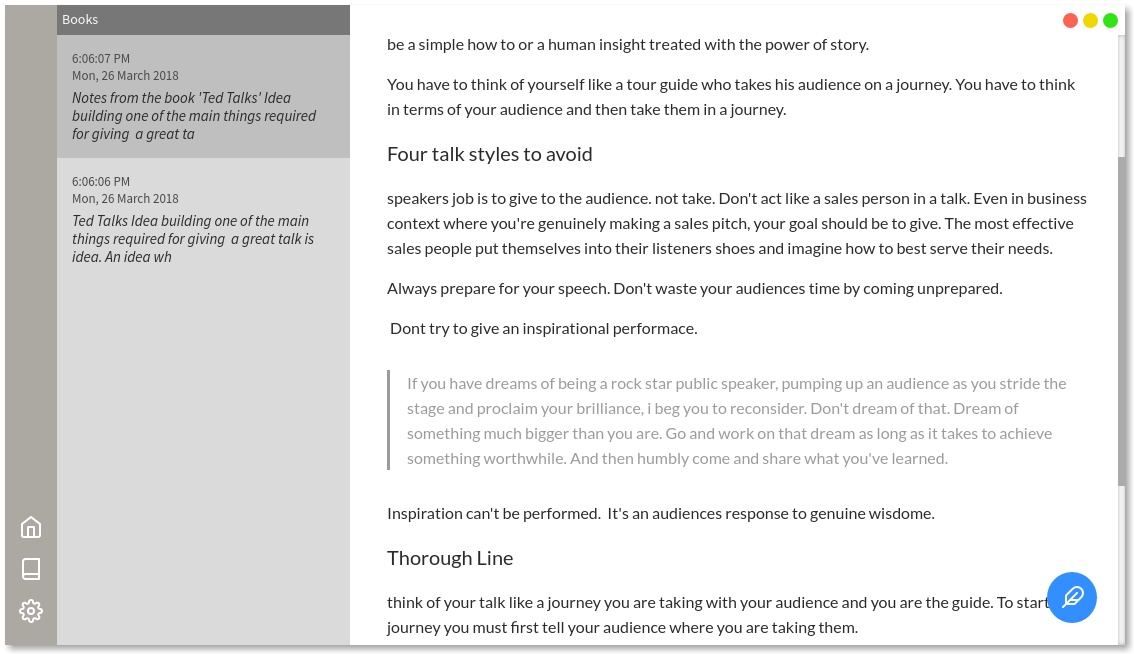 Books
6:06:07 PM
Mon, 26 March 2018
Notes from the book 'Ted Talks' Idea
building one of the main things required
for giving  a great ta
6:06:06 PM
Mon, 26 March 2018
Ted Talks Idea building one of the main
things required for giving  a great talk is
idea. An idea wh
be a simple how to or a human insight treated with the power of story.
You have to think of yourself like a tour guide who takes his audience on a journey. You have to think
in terms of your audience and then take them in a journey.
Four talk styles to avoid
speakers job is to give to the audience. not take. Don't act like a sales person in a talk. Even in business
context where you're genuinely making a sales pitch, your goal should be to give. The most effective
sales people put themselves into their listeners shoes and imagine how to best serve their needs.
Always prepare for your speech. Don't waste your audiences time by coming unprepared.
Dont try to give an inspirational performace.
If you have dreams of being a rock star public speaker, pumping up an audience as you stride the
stage and proclaim your brilliance, i beg you to reconsider. Don't dream of that. Dream of
something much bigger than you are. Go and work on that dream as long as it takes to achieve
something worthwhile. And then humbly come and share what you've learned.
Inspiration can't be performed.  It's an audiences response to genuine wisdome.
Thorough Line
think of your talk like a journey you are taking with your audience and you are the guide. To start
journey you must first tell your audience where you are taking them.